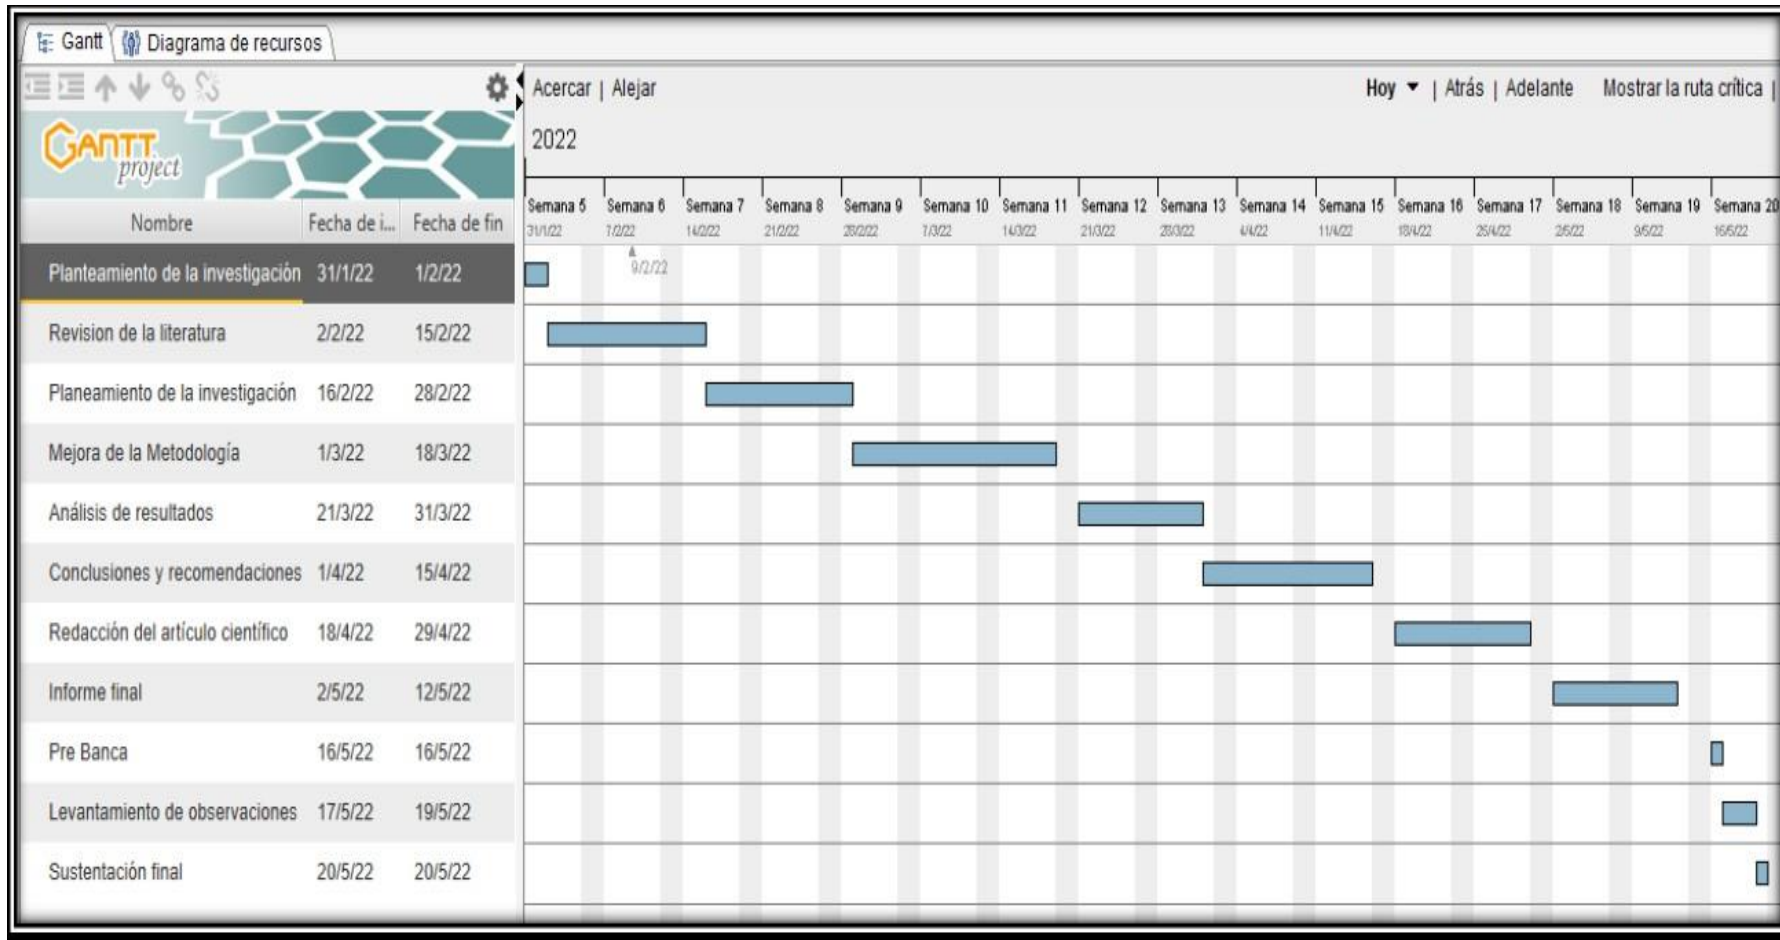 Gantt Diagrama de recursos
Acercar | Alejar Hoy | Atrás | Adelante Mostrar la ruta crítica |
GANTT project
2022
Nombre Fecha de i... Fecha de fin
Semana 5 Semana 6 Semana 7 Semana 8 Semana 9 Semana 10 Semana 11 Semana 12 Semana 13 Semana 14 Semana 15 Semana 16 Semana 17 Semana 18 Semana 19 Semana 20
31/1/22 7/2/22 14/2/22 21/2/22 28/2/22 7/3/22 14/3/22 21/3/22 28/3/22 4/4/22 11/4/22 18/4/22 25/4/22 2/5/22 9/5/22 16/5/22
Planteamiento de la investigación 31/1/22 1/2/22 9/2/22
Revision de la literatura 2/2/22 15/2/22
Planeamiento de la investigación 16/2/22 28/2/22
Mejora de la Metodología 1/3/22 18/3/22
Análisis de resultados 21/3/22 31/3/22
Conclusiones y recomendaciones 1/4/22 15/4/22
Redacción del artículo científico 18/4/22 29/4/22
Informe final 2/5/22 12/5/22
Pre Banca 16/5/22 16/5/22
Levantamiento de observaciones 17/5/22 19/5/22
Sustentación final 20/5/22 20/5/22